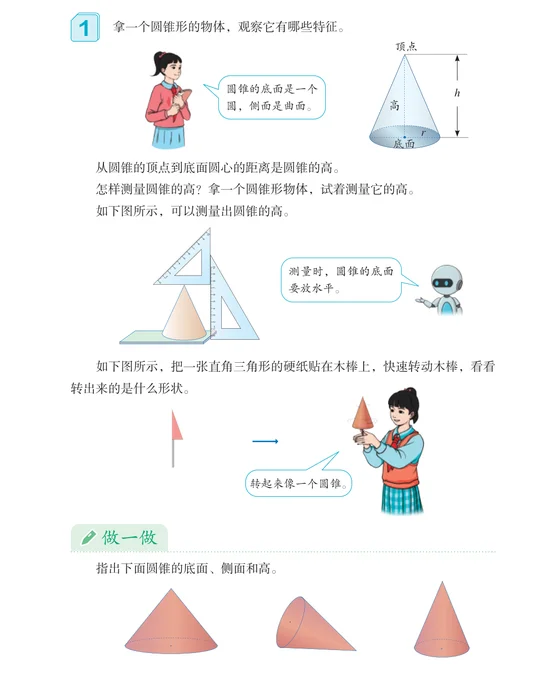 1 拿一个圆锥形的物体，观察它有哪些特征。
圆锥的底面是一个
圆，侧面是曲面。
顶点
高
h
r
底面
从圆锥的顶点到底面圆心的距离是圆锥的高。
怎样测量圆锥的高？拿一个圆锥形物体，试着测量它的高。
如下图所示，可以测量出圆锥的高。
测量时，圆锥的底面
要放水平。
如下图所示，把一张直角三角形的硬纸贴在木棒上，快速转动木棒，看看
转出来的是什么形状。
转起来像一个圆锥。
做一做
指出下面圆锥的底面、侧面和高。